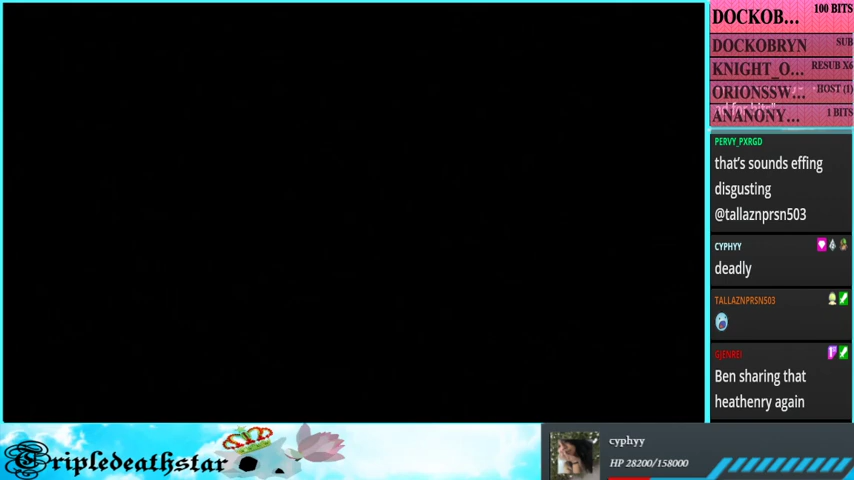 DOCKOB... 100 BITS
DOCKOBRYN SUB
KNIGHT_O... RESUB X6
ORIONSSW... HOST (1)
ANANONY... 1 BITS
PERVY_PXRGD
that's sounds effing
disgusting
@tallaznprsn503
CYPHYY
deadly
TALLAZNPRSN503
GJENREI
Ben sharing that
heathenry again
Tripledeathstar
cyphyy
HP 28200/158000